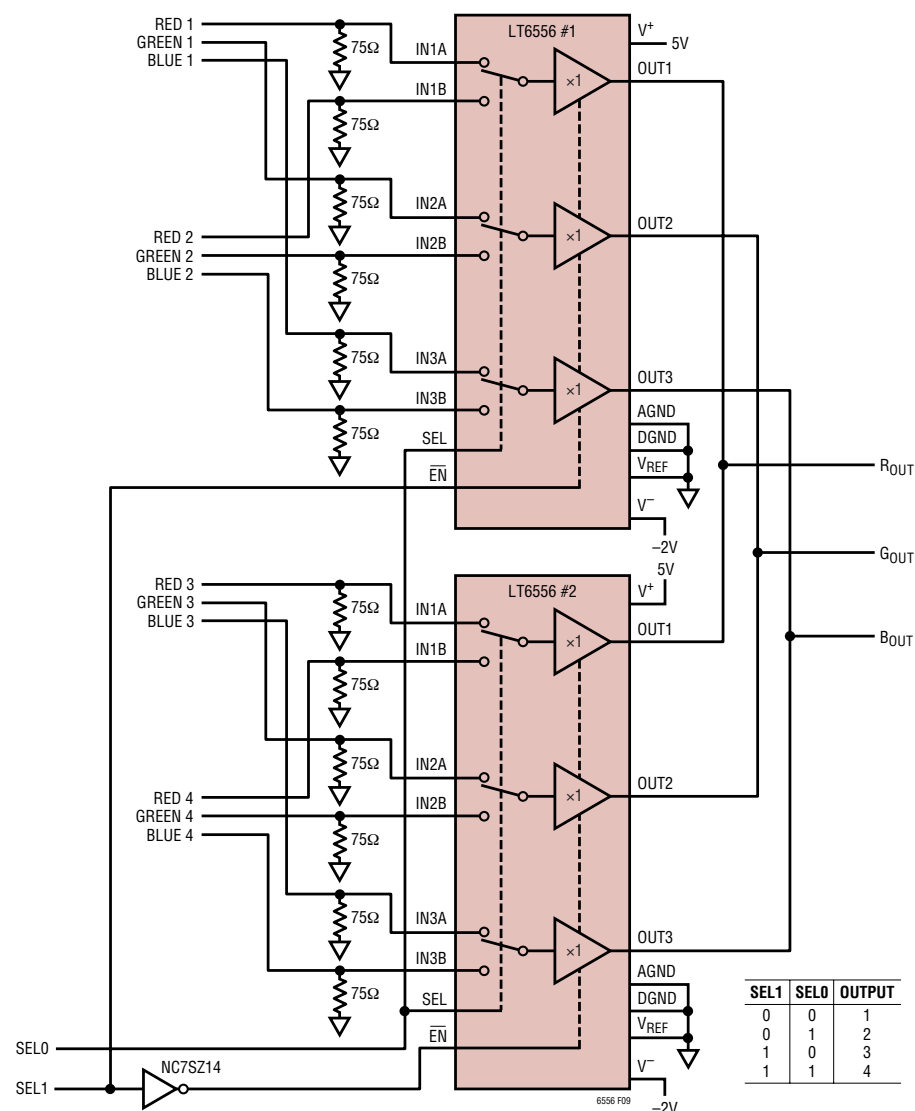 RED 1
GREEN 1
BLUE 1
75Ω
IN1A
LT6556 #1
V+
5V
×1
OUT1
IN1B
75Ω
75Ω
IN2A
×1
OUT2
RED 2
GREEN 2
BLUE 2
IN2B
75Ω
75Ω
IN3A
×1
OUT3
IN3B
75Ω
AGND
SEL
DGND
EN
VREF
ROUT
V–
–2V
GOUT
RED 3
GREEN 3
BLUE 3
75Ω
IN1A
LT6556 #2
5V
V+
×1
OUT1
BOUT
IN1B
75Ω
75Ω
IN2A
×1
OUT2
RED 4
GREEN 4
BLUE 4
IN2B
75Ω
75Ω
IN3A
×1
OUT3
IN3B
75Ω
AGND
SEL
DGND
EN
VREF
V–
–2V
SEL0
SEL1
NC7SZ14
6556 F09
SEL1 SEL0 OUTPUT
0 0 1
0 1 2
1 0 3
1 1 4